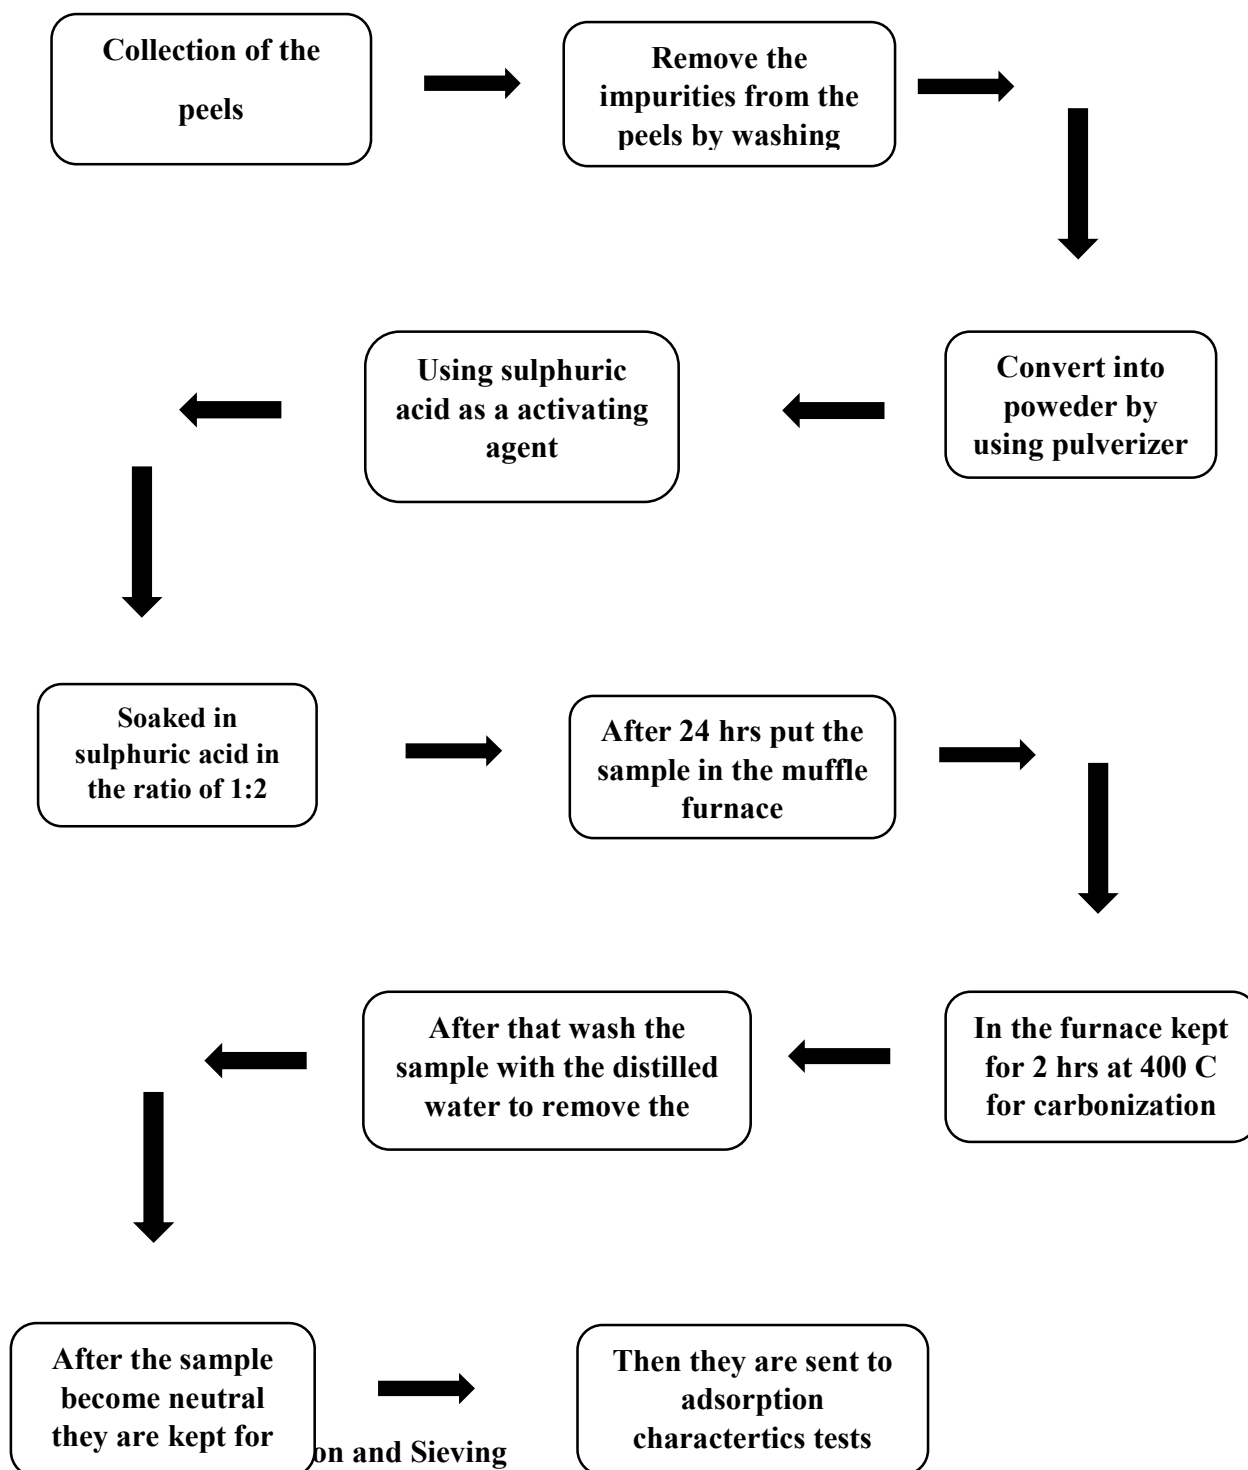 Collection of the
peels
Remove the
impurities from the
peels by washing
Convert into
poweder by
using pulverizer
Using sulphuric
acid as a activating
agent
Soaked in
sulphuric acid in
the ratio of 1:2
After 24 hrs put the
sample in the muffle
furnace
In the furnace kept
for 2 hrs at 400 C
for carbonization
After that wash the
sample with the distilled
water to remove the
After the sample
become neutral
they are kept for
on and Sieving
Then they are sent to
adsorption
charactertics tests